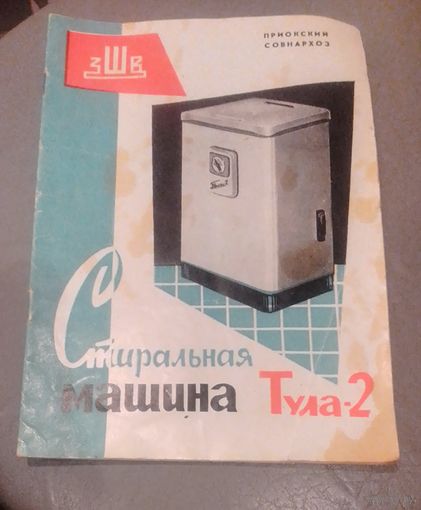 зШв
ПРИОКСКИЙ
СОВНАРХОЗ
Стиральная
машина Тула-2